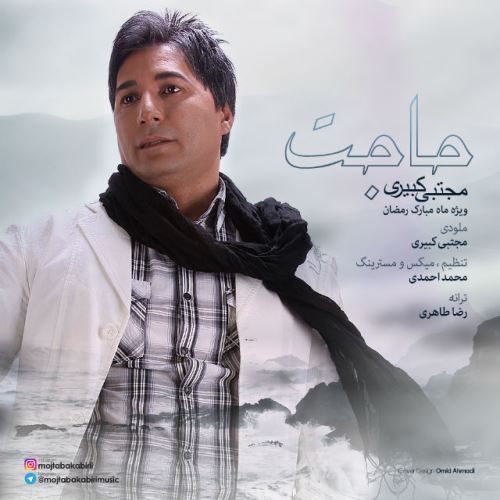 حاجت
مجتبی کبیری
ویژه ماه مبارک رمضان
ملودی
مجتبی کبیری
تنظیم ، میکس و مسترینگ
محمد احمدی
ترانه
رضا طاهری
mojtabakabirii
@mojtabakabirimusic
Cover Design Omid Ahmadi